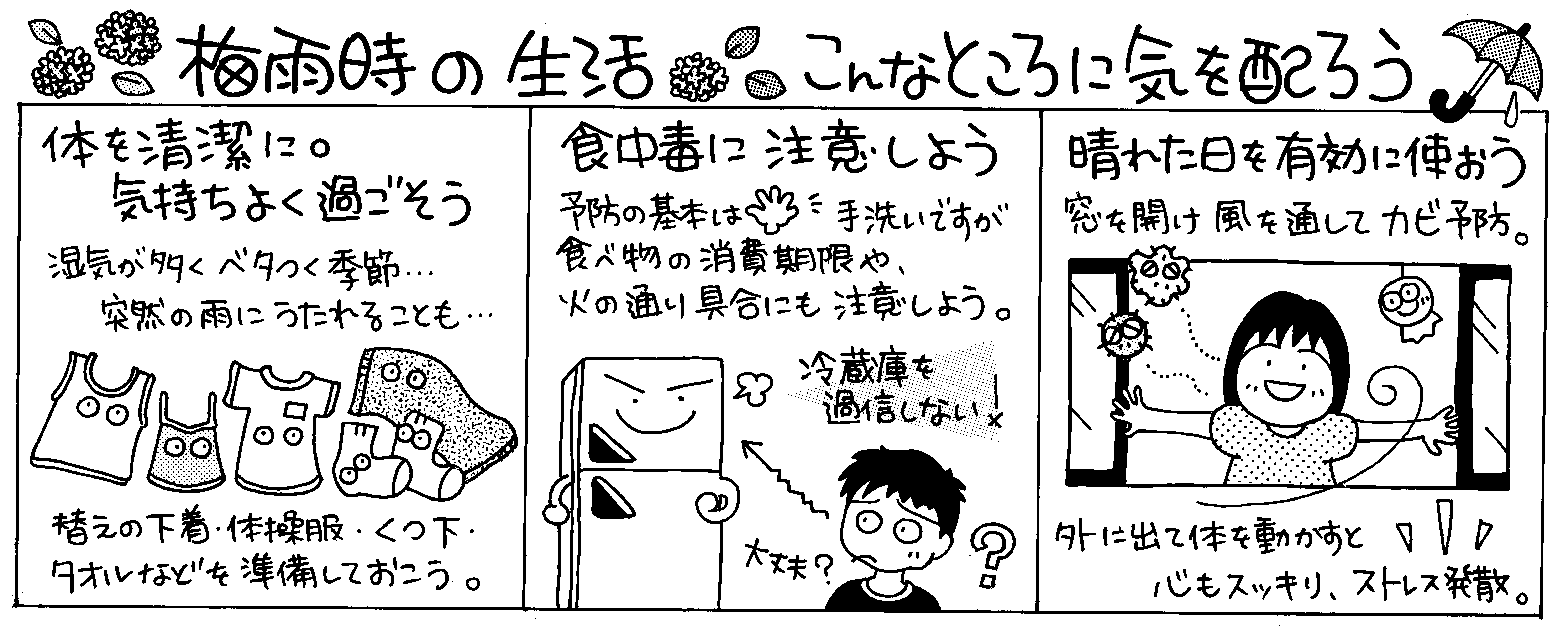 梅雨時の生活 こんなところに気を配ろう
体を清潔に。
気持ちよく過ごそう
湿気が多くベタつく季節…
突然の雨にうたれることも…
替えの下着・体操服・くつ下・
タオルなどを準備しておこう。
食中毒に注意しよう
予防の基本は手洗いですが
食べ物の消費期限や、
火の通り具合にも注意しよう。
冷蔵庫を
過信しない
大丈夫?
?
晴れた日を有効に使おう
窓を開け風を通してカビ予防。
外に出て体を動かすと
心もスッキリ、ストレス発散。